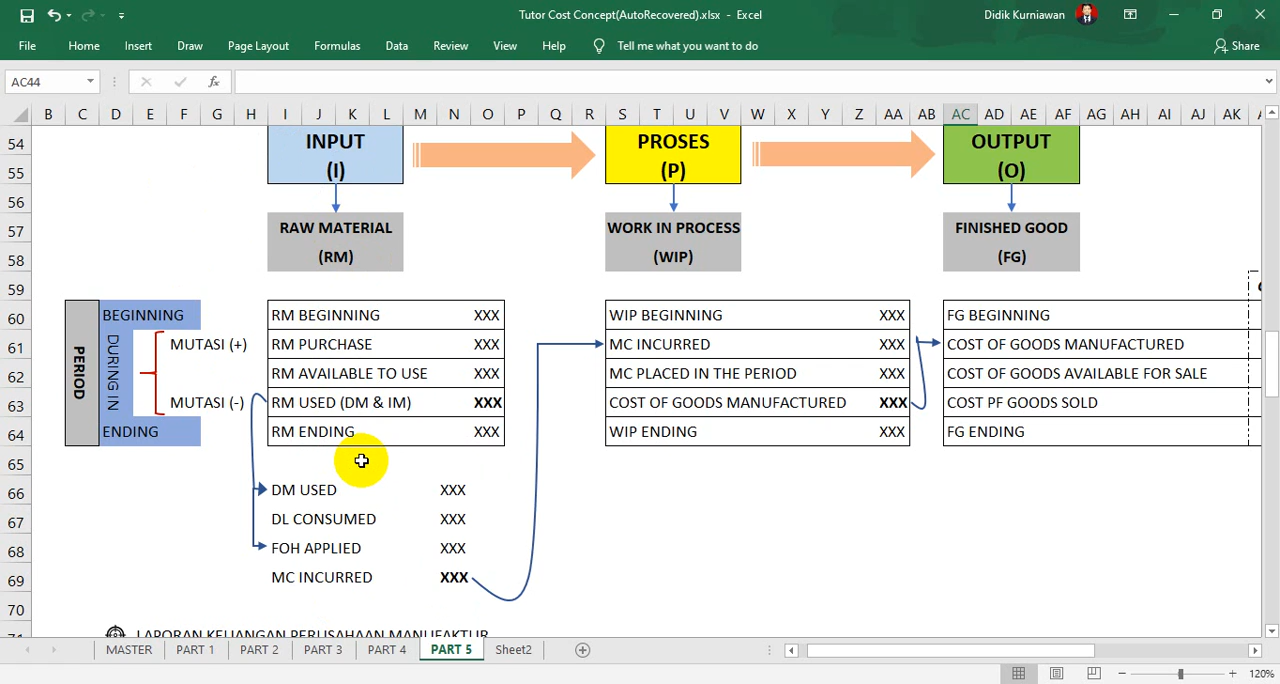 Tutor Cost Concept(AutoRecovered).xlsx - Excel
Didik Kurniawan
File Home Insert Draw Page Layout Formulas Data Review View Help Tell me what you want to do Share
AC44 fx
B C D E F G H I J K L M N O P Q R S T U V W X Y Z AA AB AC AD AE AF AG AH AI AJ AK
54
55
56
57
58
59
60
61
62
63
64
65
66
67
68
69
70
INPUT
(I)
PROSES
(P)
OUTPUT
(O)
RAW MATERIAL
(RM)
WORK IN PROCESS
(WIP)
FINISHED GOOD
(FG)
PERIOD
BEGINNING
DURING IN
MUTASI (+)
MUTASI (-)
ENDING
RM BEGINNING XXX
RM PURCHASE XXX
RM AVAILABLE TO USE XXX
RM USED (DM & IM) XXX
RM ENDING XXX
WIP BEGINNING XXX
MC INCURRED XXX
MC PLACED IN THE PERIOD XXX
COST OF GOODS MANUFACTURED XXX
WIP ENDING XXX
FG BEGINNING
COST OF GOODS MANUFACTURED
COST OF GOODS AVAILABLE FOR SALE
COST PF GOODS SOLD
FG ENDING
DM USED XXX
DL CONSUMED XXX
FOH APPLIED XXX
MC INCURRED XXX
LAPORAN KEUANGAN PERUSAHAAN MANUFAKTUR
MASTER PART 1 PART 2 PART 3 PART 4 PART 5 Sheet2
120%